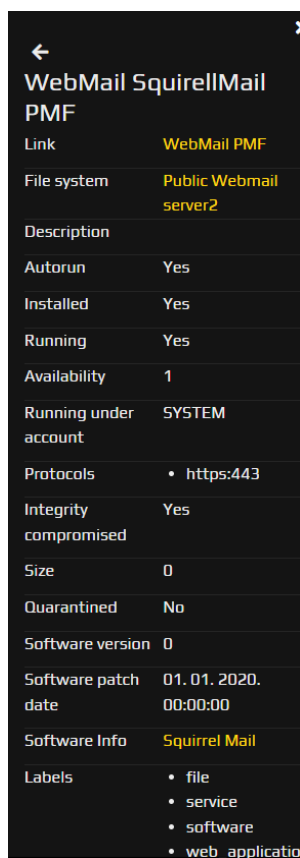 WebMail SquirellMail
PMF
Link WebMail PMF
File system Public Webmail
server2
Description
Autorun Yes
Installed Yes
Running Yes
Availability 1
Running under SYSTEM
account
Protocols • https:443
Integrity Yes
compromised
Size 0
Quarantined No
Software version 0
Software patch 01. 01. 2020.
date 00:00:00
Software Info Squirrel Mail
Labels • file
• service
• software
• web_applicatio